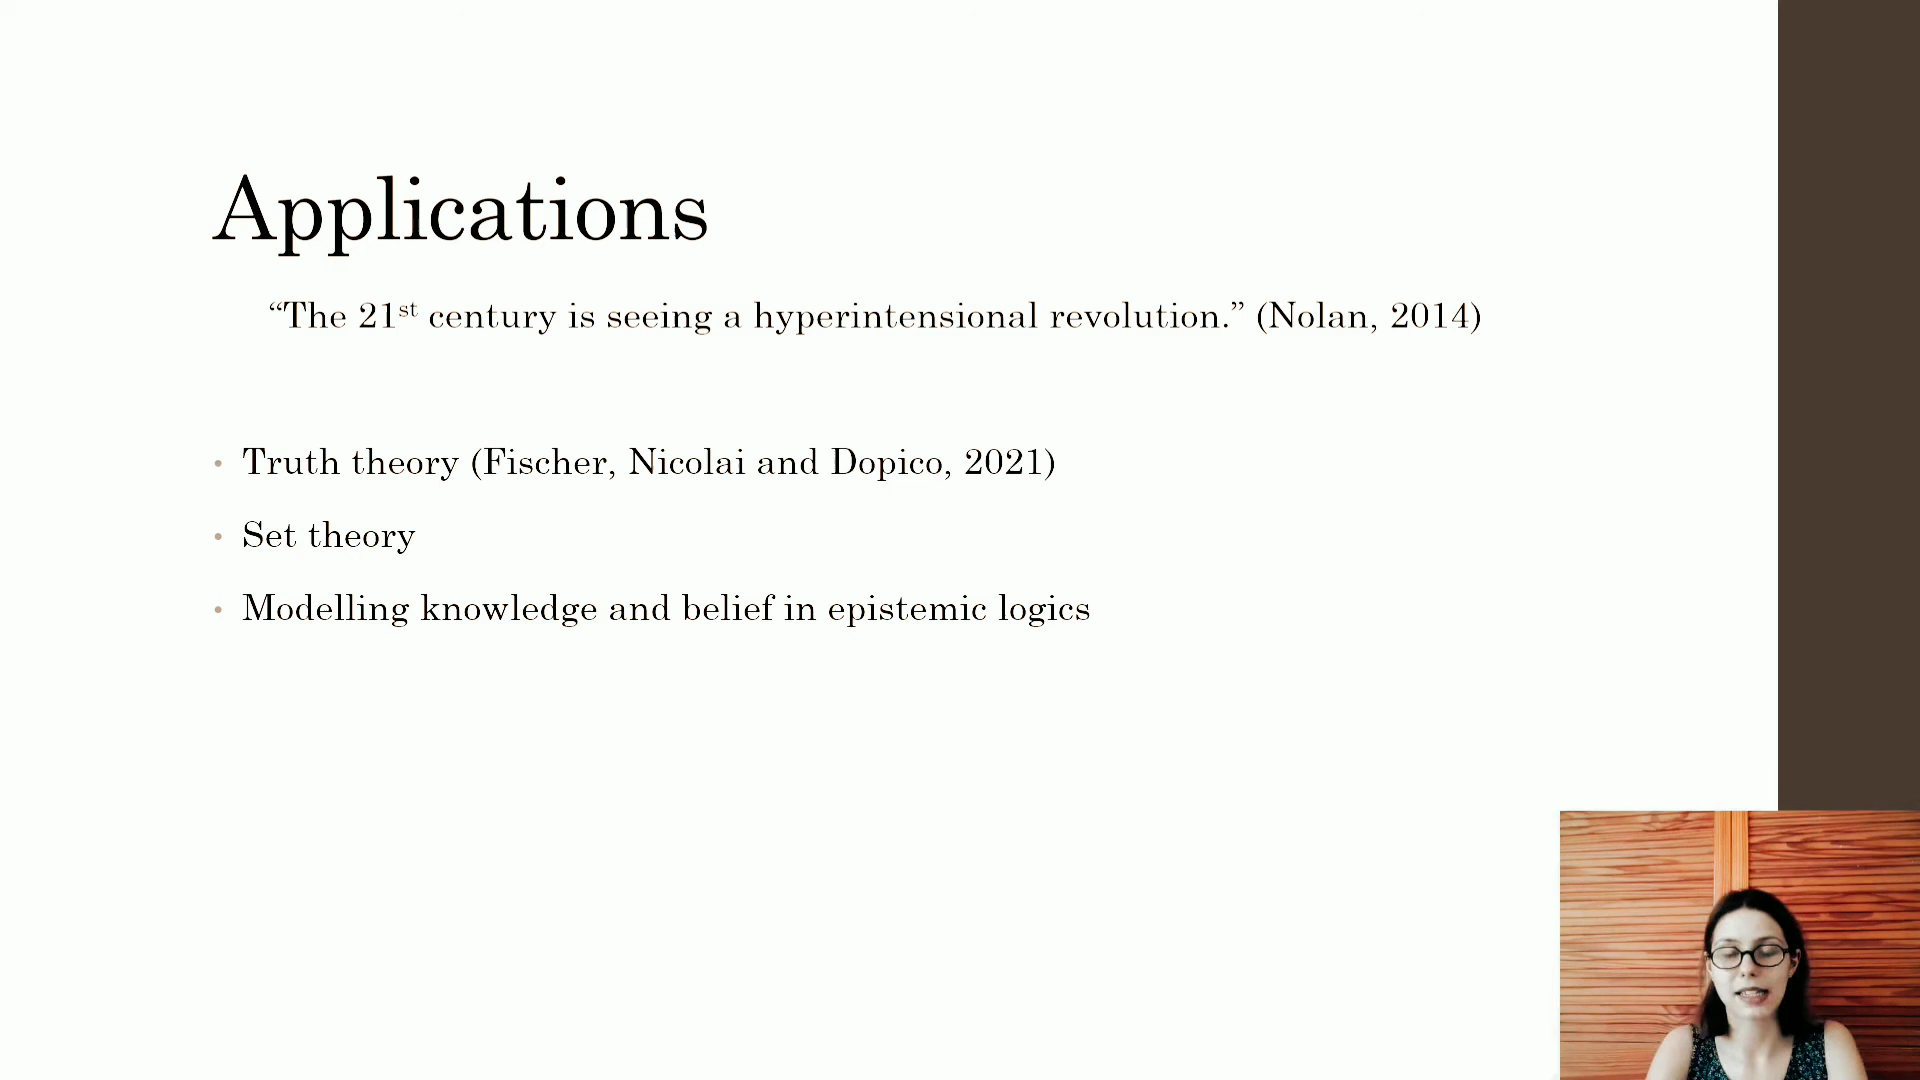 Applications
“The 21st century is seeing a hyperintensional revolution.” (Nolan, 2014)
• Truth theory (Fischer, Nicolai and Dopico, 2021)
• Set theory
• Modelling knowledge and belief in epistemic logics